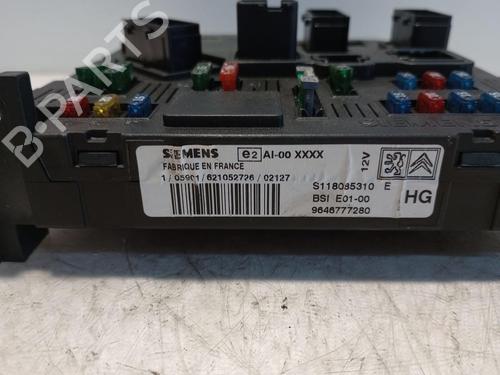 B-PARTS
SIEMENS e2 AI-00 XXXX
FABRIQUE EN FRANCE
1/05901/621052726/02127
12V
S118085310 E
BSI E01-00
9646777280
HG